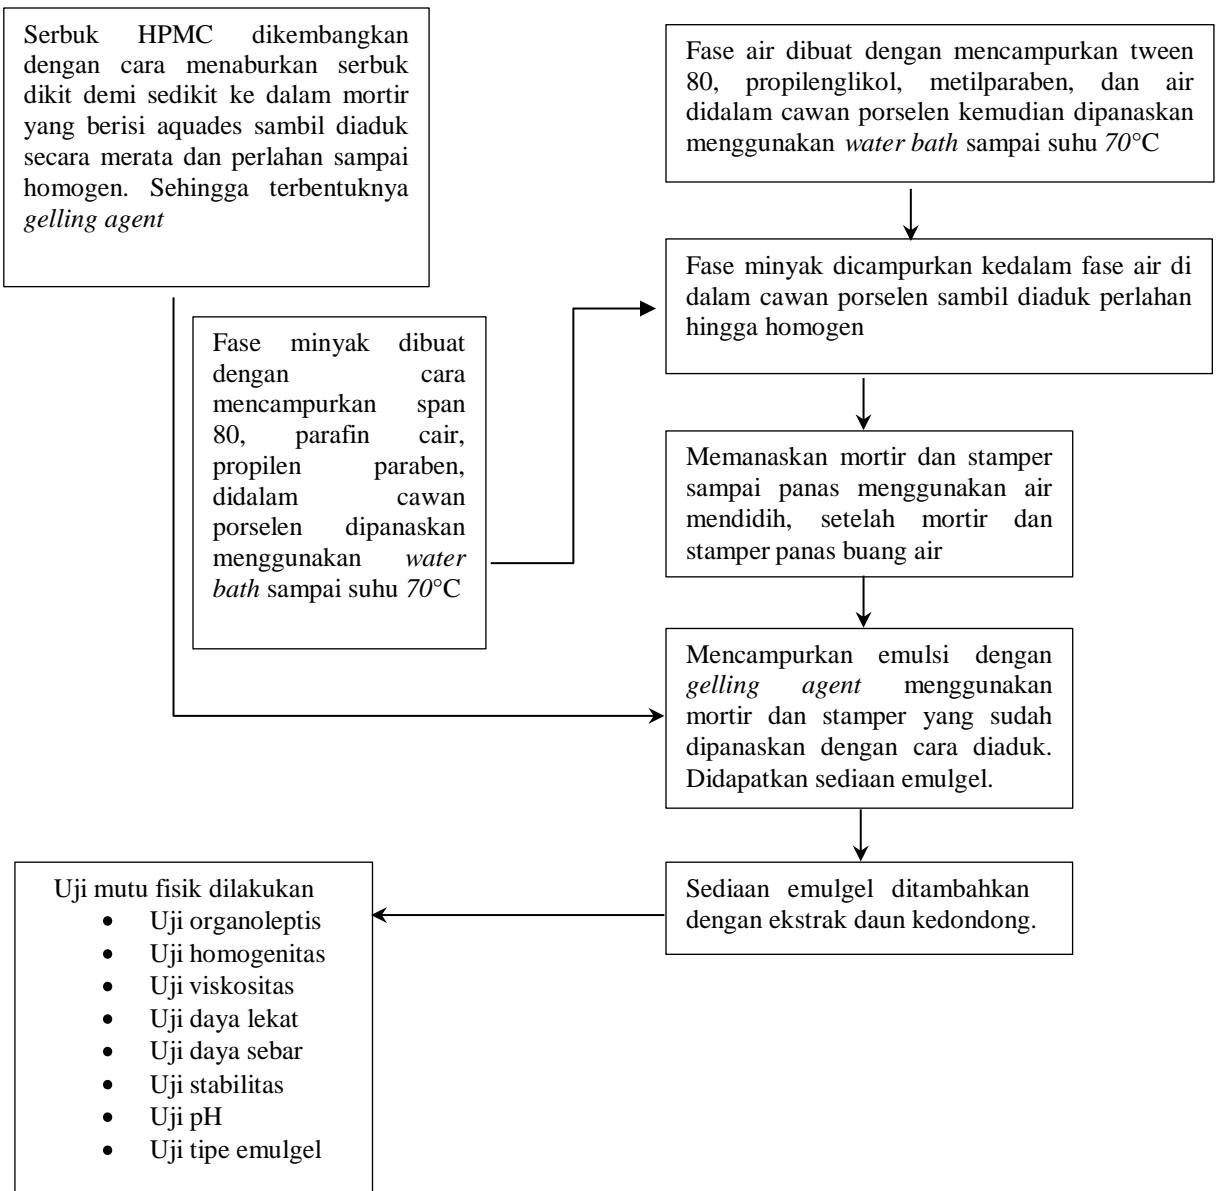 Serbuk HPMC dikembangkan
dengan cara menaburkan serbuk
dikit demi sedikit ke dalam mortir
yang berisi aquades sambil diaduk
secara merata dan perlahan sampai
homogen. Sehingga terbentuknya
gelling agent
Fase air dibuat dengan mencampurkan tween
80, propilenglikol, metilparaben, dan air
didalam cawan porselen kemudian dipanaskan
menggunakan water bath sampai suhu 70°C
Fase minyak dicampurkan kedalam fase air di
dalam cawan porselen sambil diaduk perlahan
hingga homogen
Fase minyak dibuat
dengan cara
mencampurkan span
80, parafin cair,
propilen paraben,
didalam cawan
porselen dipanaskan
menggunakan water
bath sampai suhu 70°C
Memanaskan mortir dan stamper
sampai panas menggunakan air
mendidih, setelah mortir dan
stamper panas buang air
Mencampurkan emulsi dengan
gelling agent menggunakan
mortir dan stamper yang sudah
dipanaskan dengan cara diaduk.
Didapatkan sediaan emulgel.
Sediaan emulgel ditambahkan
dengan ekstrak daun kedondong.
Uji mutu fisik dilakukan
• Uji organoleptis
• Uji homogenitas
• Uji viskositas
• Uji daya lekat
• Uji daya sebar
• Uji stabilitas
• Uji pH
• Uji tipe emulgel